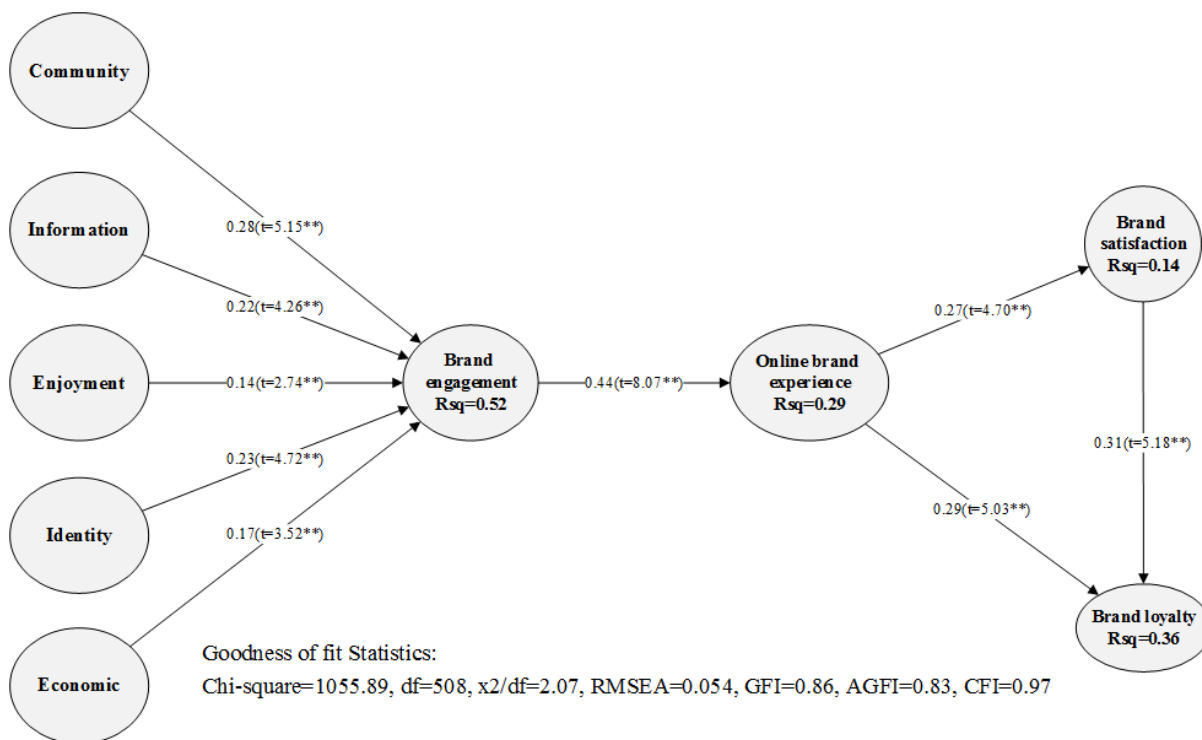 Community
Information
0.28(t=5.15**)
Brand
satisfaction
Rsq=0.14
0.22(t=4.26**)
0.27(t=4.70**)
Enjoyment
0.14(t=2.74**)
Brand
engagement
Rsq=0.52
0.44(t=8.07**)
Online brand
experience
Rsq=0.29
0.31(t=5.18**)
0.23(t=4.72**)
0.29(t=5.03**)
Identity
0.17(t=3.52**)
Brand loyalty
Rsq=0.36
Economic
Goodness of fit Statistics:
Chi-square=1055.89, df=508, x2/df=2.07, RMSEA=0.054, GFI=0.86, AGFI=0.83, CFI=0.97